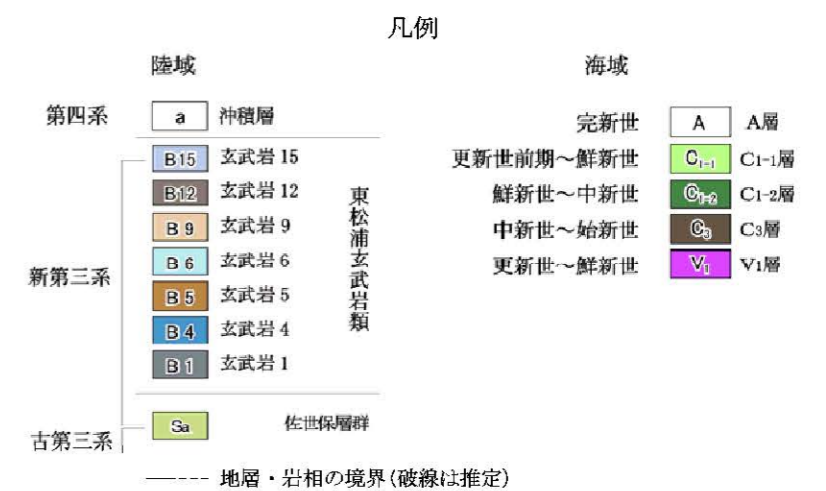 凡例
陸域
第四系
a 沖積層
新第三系
B15 玄武岩 15
B12 玄武岩 12
B 9 玄武岩 9
B 6 玄武岩 6
B 5 玄武岩 5
B 4 玄武岩 4
B 1 玄武岩 1
東松浦玄武岩類
古第三系
Sa 佐世保層群
地層・岩相の境界(破線は推定)
海域
完新世 A A層
更新世前期~鮮新世 C1-1 C1-1層
鮮新世~中新世 C1-2 C1-2層
中新世~始新世 C3 C3層
更新世~鮮新世 V1 V1層